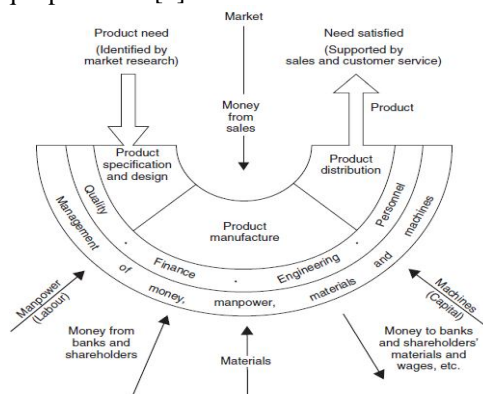 Market
Product need
(Identified by
market research)
Need satisfied
(Supported by
sales and customer service)
Money
from
sales
Product
Product
specification
and design
Product
distribution
Product
manufacture
Quality · Finance · Engineering · Personnel
Management of money, manpower, materials and machines
Manpower
(Labour)
Machines
(Capital)
Money from
banks and
shareholders
Materials
Money to banks
and shareholders'
materials and
wages, etc.